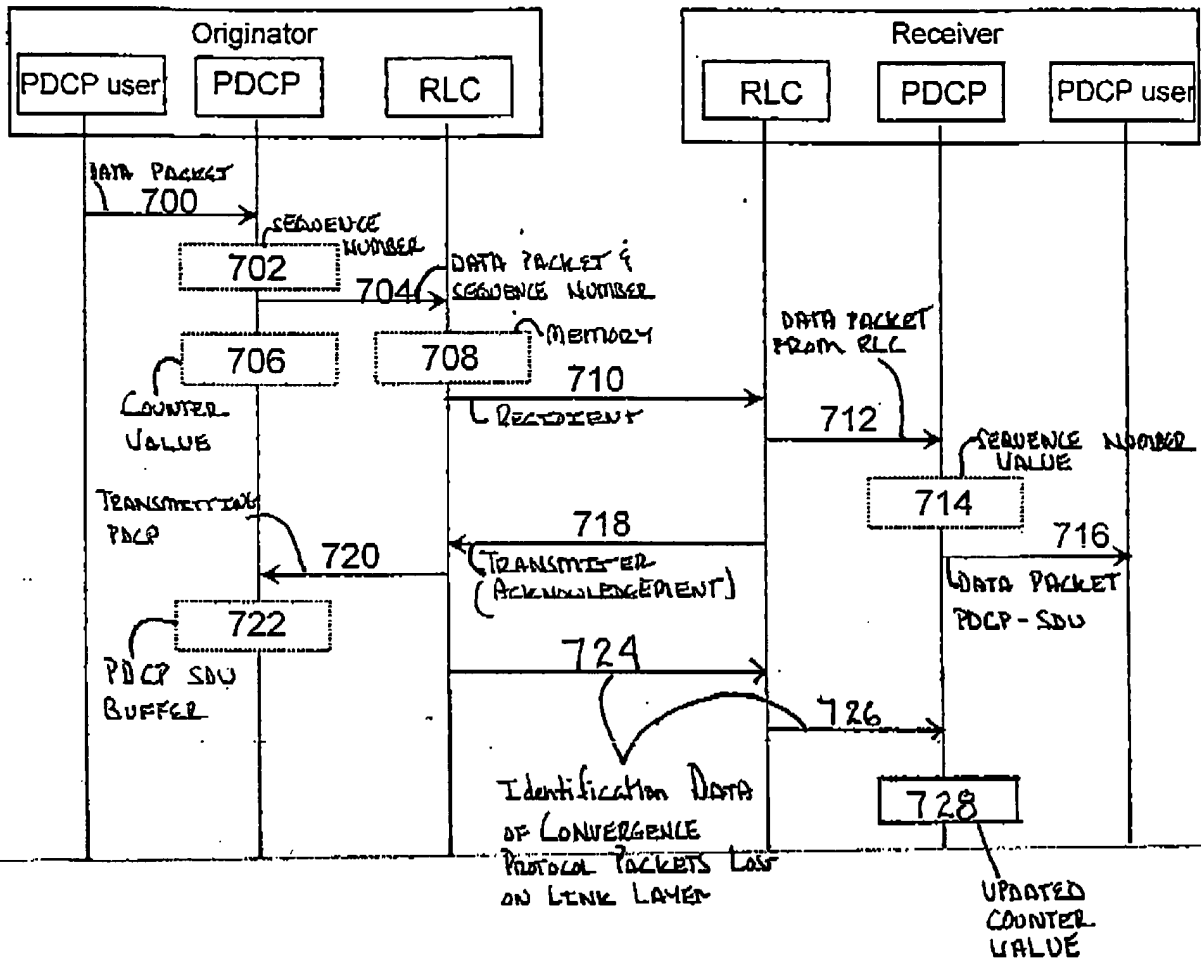 Originator
Receiver
PDCP user
PDCP
RLC
RLC
PDCP
PDCP user
DATA PACKET
700
SEQUENCE
NUMBER
702
DATA PACKET &
704
SEQUENCE NUMBER
MEMORY
706
708
DATA PACKET
FROM RLC
COUNTER
VALUE
710
RECIPIENT
712
SEQUENCE NUMBER
VALUE
714
TRANSMITTING
PDCP
718
716
720
TRANSMITTER
(ACKNOWLEDGEMENT)
DATA PACKET
PDCP-SDU
722
PDCP SDU
BUFFER
724
726
Identification DATA
OF CONVERGENCE
PROTOCOL PACKETS LOST
ON LINK LAYER
728
UPDATED
COUNTER
VALUE